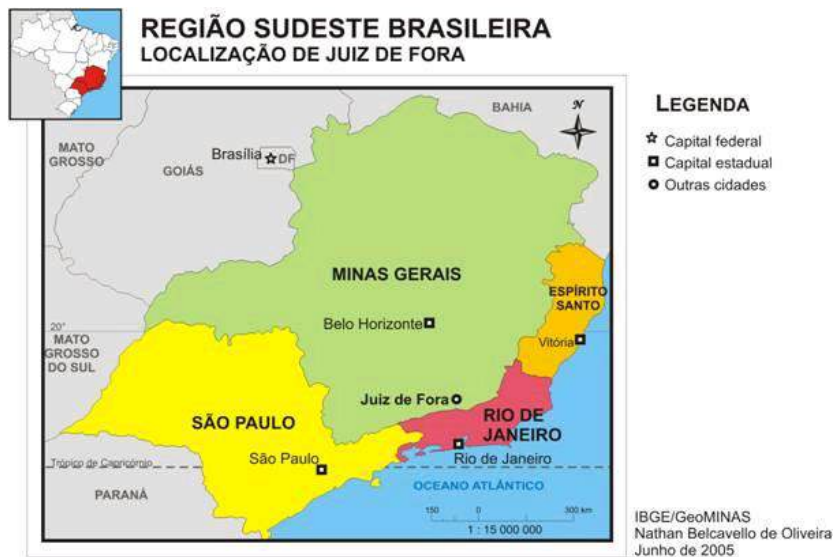 REGIÃO SUDESTE BRASILEIRA
LOCALIZAÇÃO DE JUIZ DE FORA
BAHIA
N
MATO
GROSSO
Brasília
DF
GOIÁS
MINAS GERAIS
ESPÍRITO
SANTO
Belo Horizonte
20°
Vitória
MATO
GROSSO
DO SUL
Juiz de Fora
SÃO PAULO
RIO DE
JANEIRO
São Paulo
Rio de Janeiro
Trópico de Capricórnio
PARANÁ
OCEANO ATLÂNTICO
150 0 300 km
1 : 15 000 000
LEGENDA
Capital federal
Capital estadual
Outras cidades
IBGE/GeoMINAS
Nathan Belcavello de Oliveira
Junho de 2005